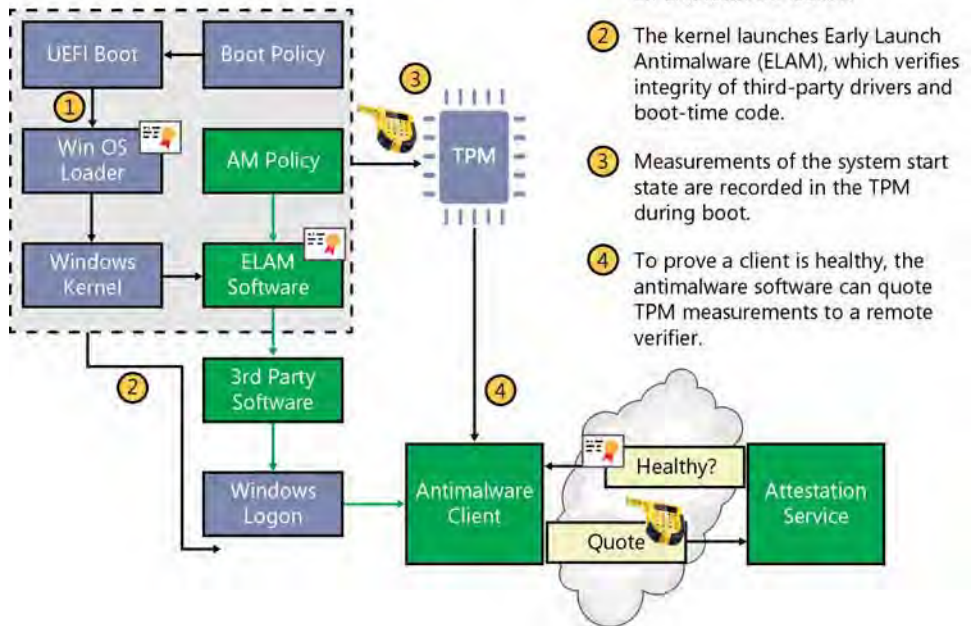 UEFI Boot
Boot Policy
1
Win OS
Loader
AM Policy
3
TPM
Windows
Kernel
ELAM
Software
2
3rd Party
Software
4
Windows
Logon
Antimalware
Client
Healthy?
Quote
Attestation
Service
2 The kernel launches Early Launch
Antimalware (ELAM), which verifies
integrity of third-party drivers and
boot-time code.
3 Measurements of the system start
state are recorded in the TPM
during boot.
4 To prove a client is healthy, the
antimalware software can quote
TPM measurements to a remote
verifier.